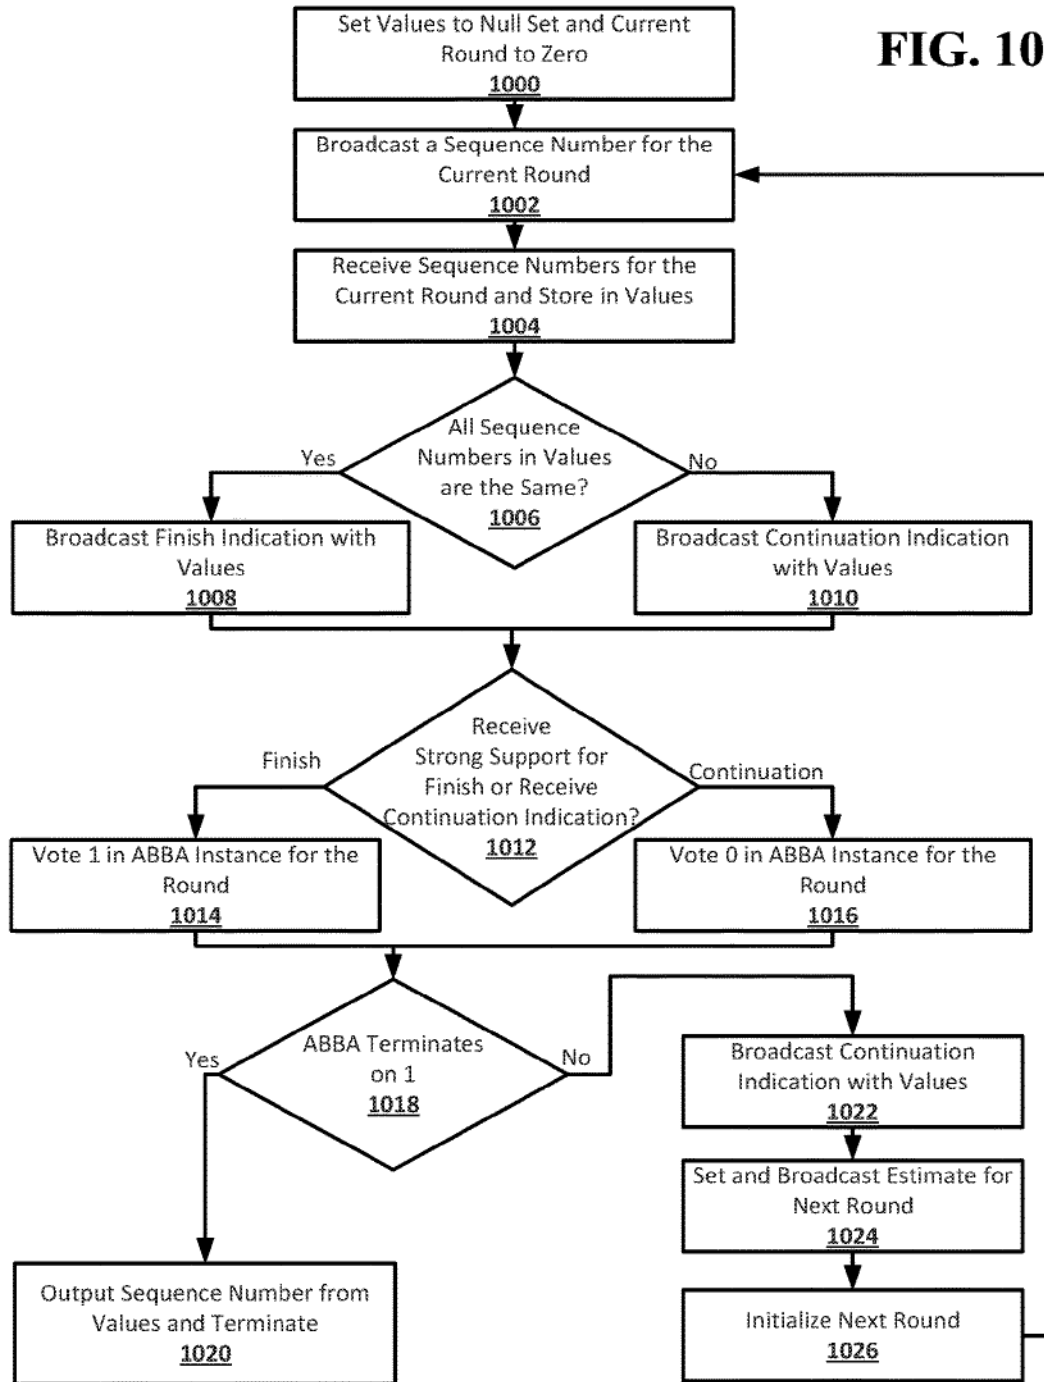 Set Values to Null Set and Current
Round to Zero
1000
FIG. 10
Broadcast a Sequence Number for the
Current Round
1002
Receive Sequence Numbers for the
Current Round and Store in Values
1004
All Sequence
Numbers in Values
are the Same?
1006
Yes
No
Broadcast Finish Indication with
Values
1008
Broadcast Continuation Indication
with Values
1010
Receive
Strong Support for
Finish or Receive
Continuation Indication?
1012
Finish
Continuation
Vote 1 in ABBA Instance for the
Round
1014
Vote 0 in ABBA Instance for the
Round
1016
ABBA Terminates
on 1
1018
Yes
No
Broadcast Continuation
Indication with Values
1022
Set and Broadcast Estimate for
Next Round
1024
Output Sequence Number from
Values and Terminate
1020
Initialize Next Round
1026